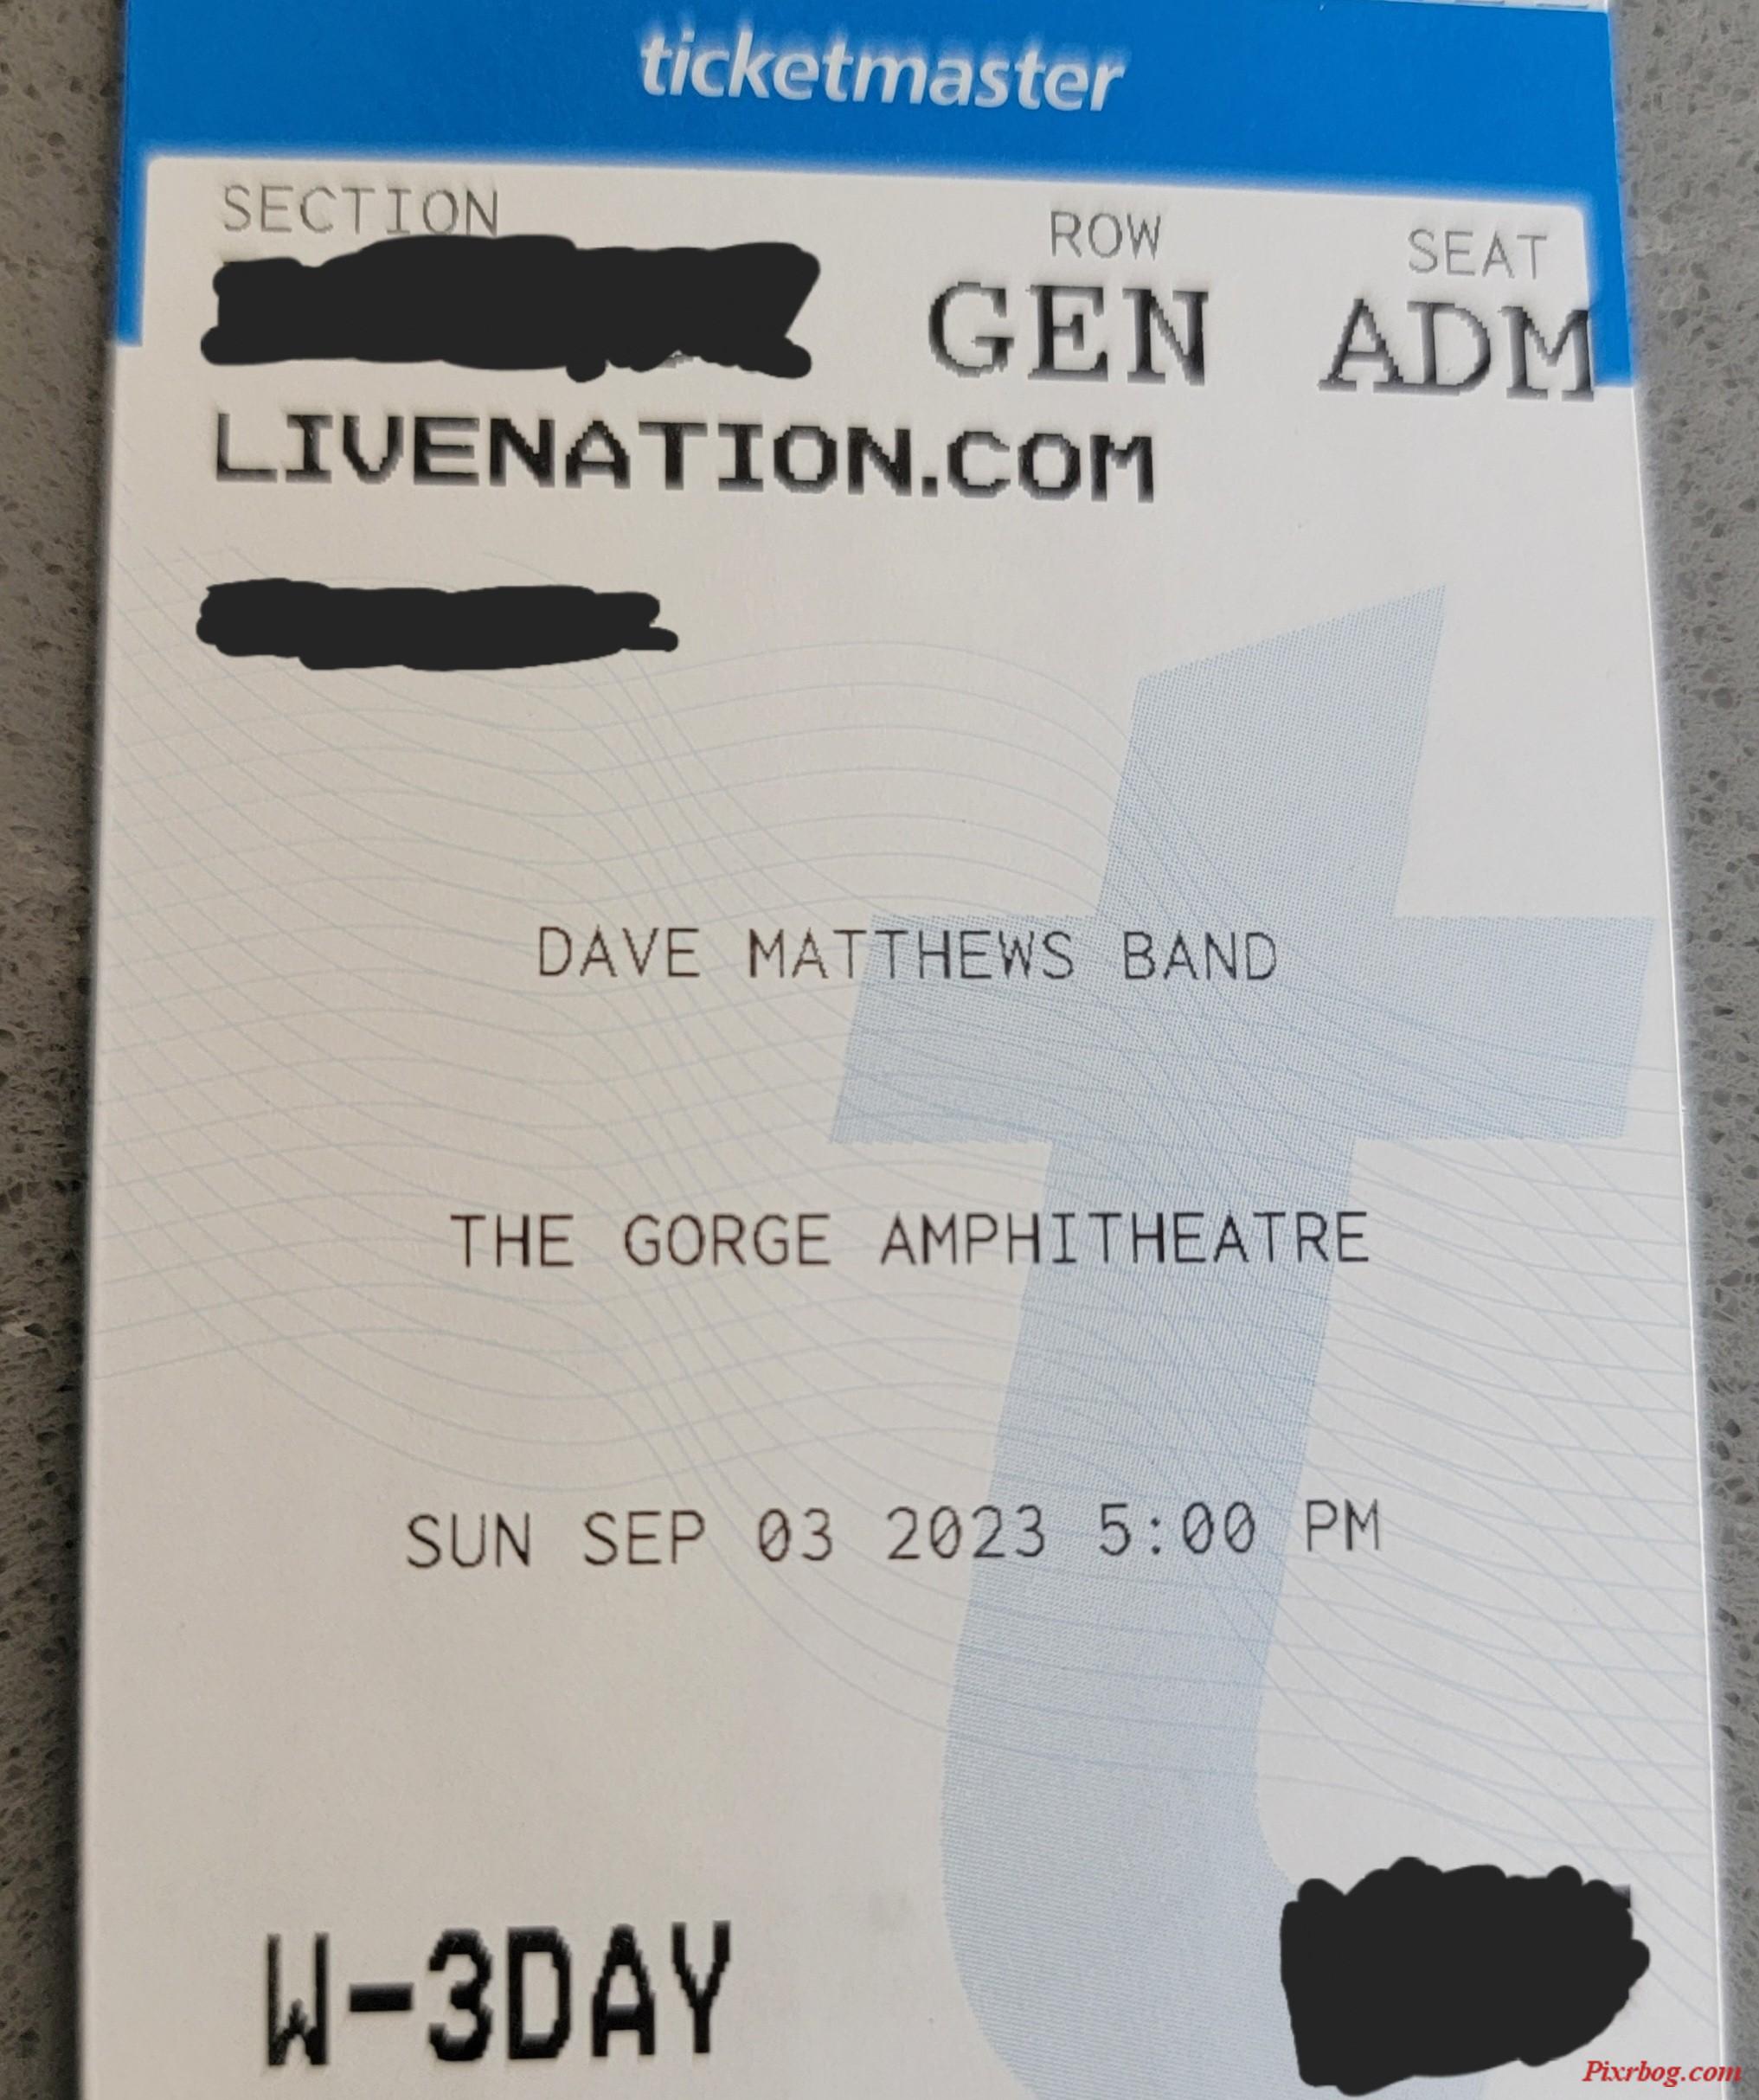 ticketmaster
SECTION ROW SEAT
GEN ADM
LIVENATION.COM
DAVE MATTHEWS BAND
THE GORGE AMPHITHEATRE
SUN SEP 03 2023 5:00 PM
W-3DAY
Pixrbog.com